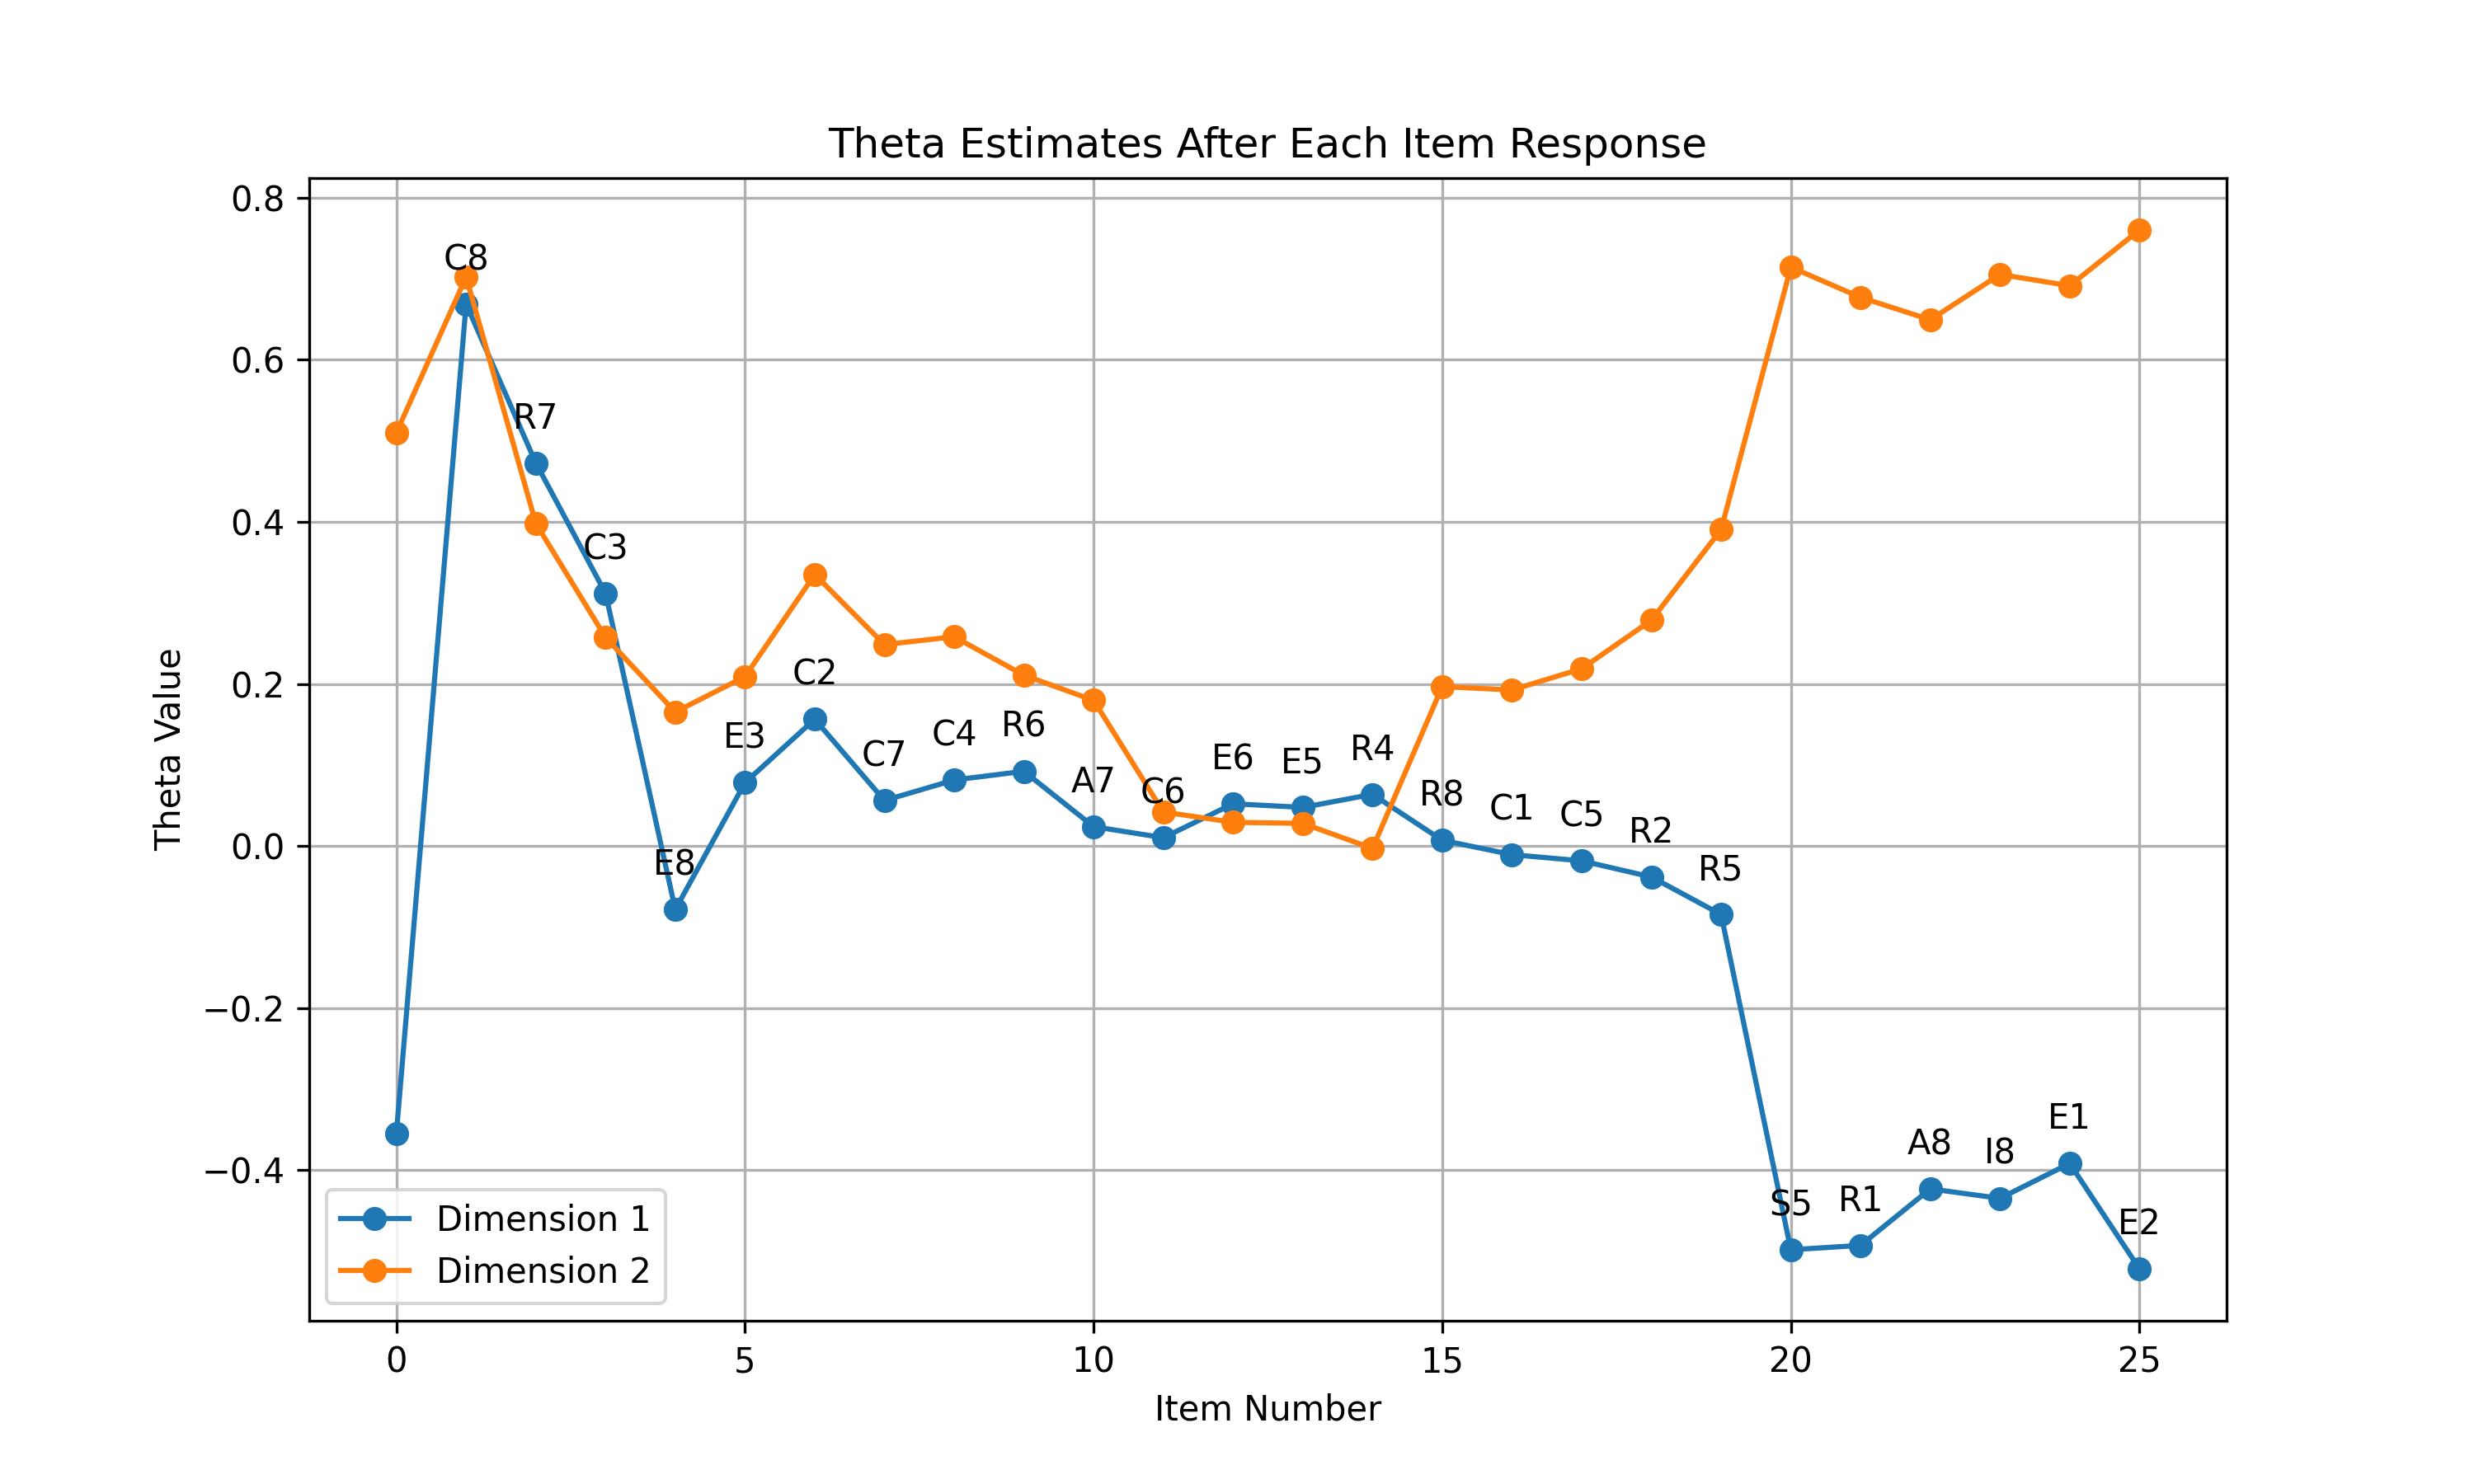 Theta Estimates After Each Item Response
Theta Value
0.8
0.6
0.4
0.2
0.0
−0.2
−0.4
C8
R7
C3
E8
E3
C2
C7
C4
R6
A7
C6
E6
E5
R4
R8
C1
C5
R2
R5
S5
R1
A8
I8
E1
E2
Dimension 1
Dimension 2
0 5 10 15 20 25
Item Number